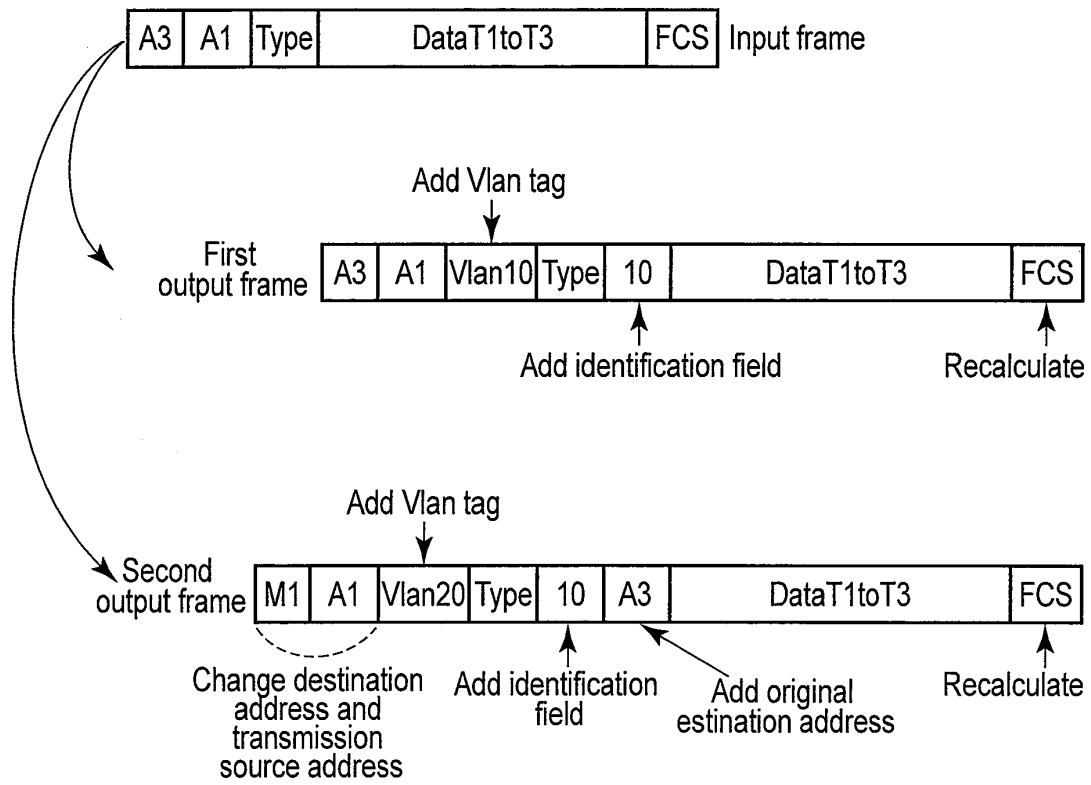 A3 A1 Type DataT1toT3 FCS Input frame
Add Vlan tag
First
output frame
A3 A1 Vlan10 Type 10 DataT1toT3 FCS
Add identification field
Recalculate
Add Vlan tag
Second
output frame
M1 A1 Vlan20 Type 10 A3 DataT1toT3 FCS
Change destination
address and
transmission
source address
Add identification
field
Add original
estination address
Recalculate